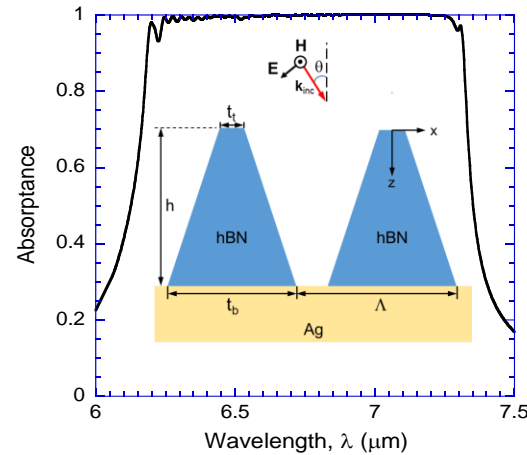 1
0.8
0.6
0.4
0.2
0
Absorptance
6
6.5
7
7.5
Wavelength, λ (μm)
H
E
θ
k_inc
t_t
x
z
h
hBN
hBN
t_b
Λ
Ag